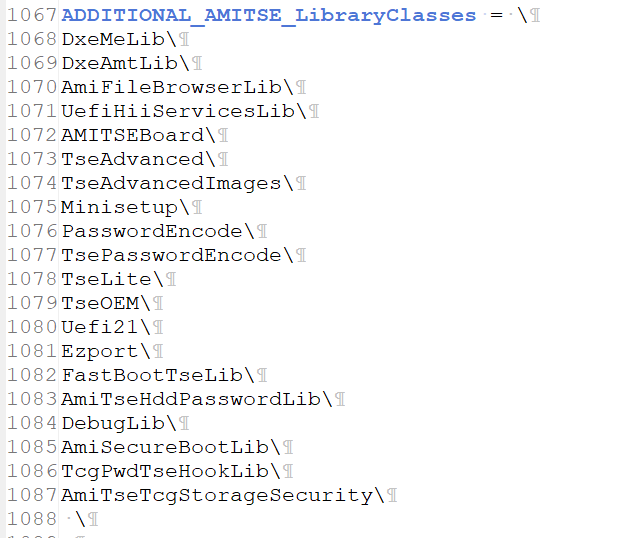 1067 ADDITIONAL_AMITSE_LibraryClasses·=·\¶
1068 DxeMeLib\¶
1069 DxeAmtLib\¶
1070 AmiFileBrowserLib\¶
1071 UefiHiiServicesLib\¶
1072 AMITSEBoard\¶
1073 TseAdvanced\¶
1074 TseAdvancedImages\¶
1075 Minisetup\¶
1076 PasswordEncode\¶
1077 TsePasswordEncode\¶
1078 TseLite\¶
1079 TseOEM\¶
1080 Uefi21\¶
1081 Ezport\¶
1082 FastBootTseLib\¶
1083 AmiTseHddPasswordLib\¶
1084 DebugLib\¶
1085 AmiSecureBootLib\¶
1086 TcgPwdTseHookLib\¶
1087 AmiTseTcgStorageSecurity\¶
1088 ·\¶